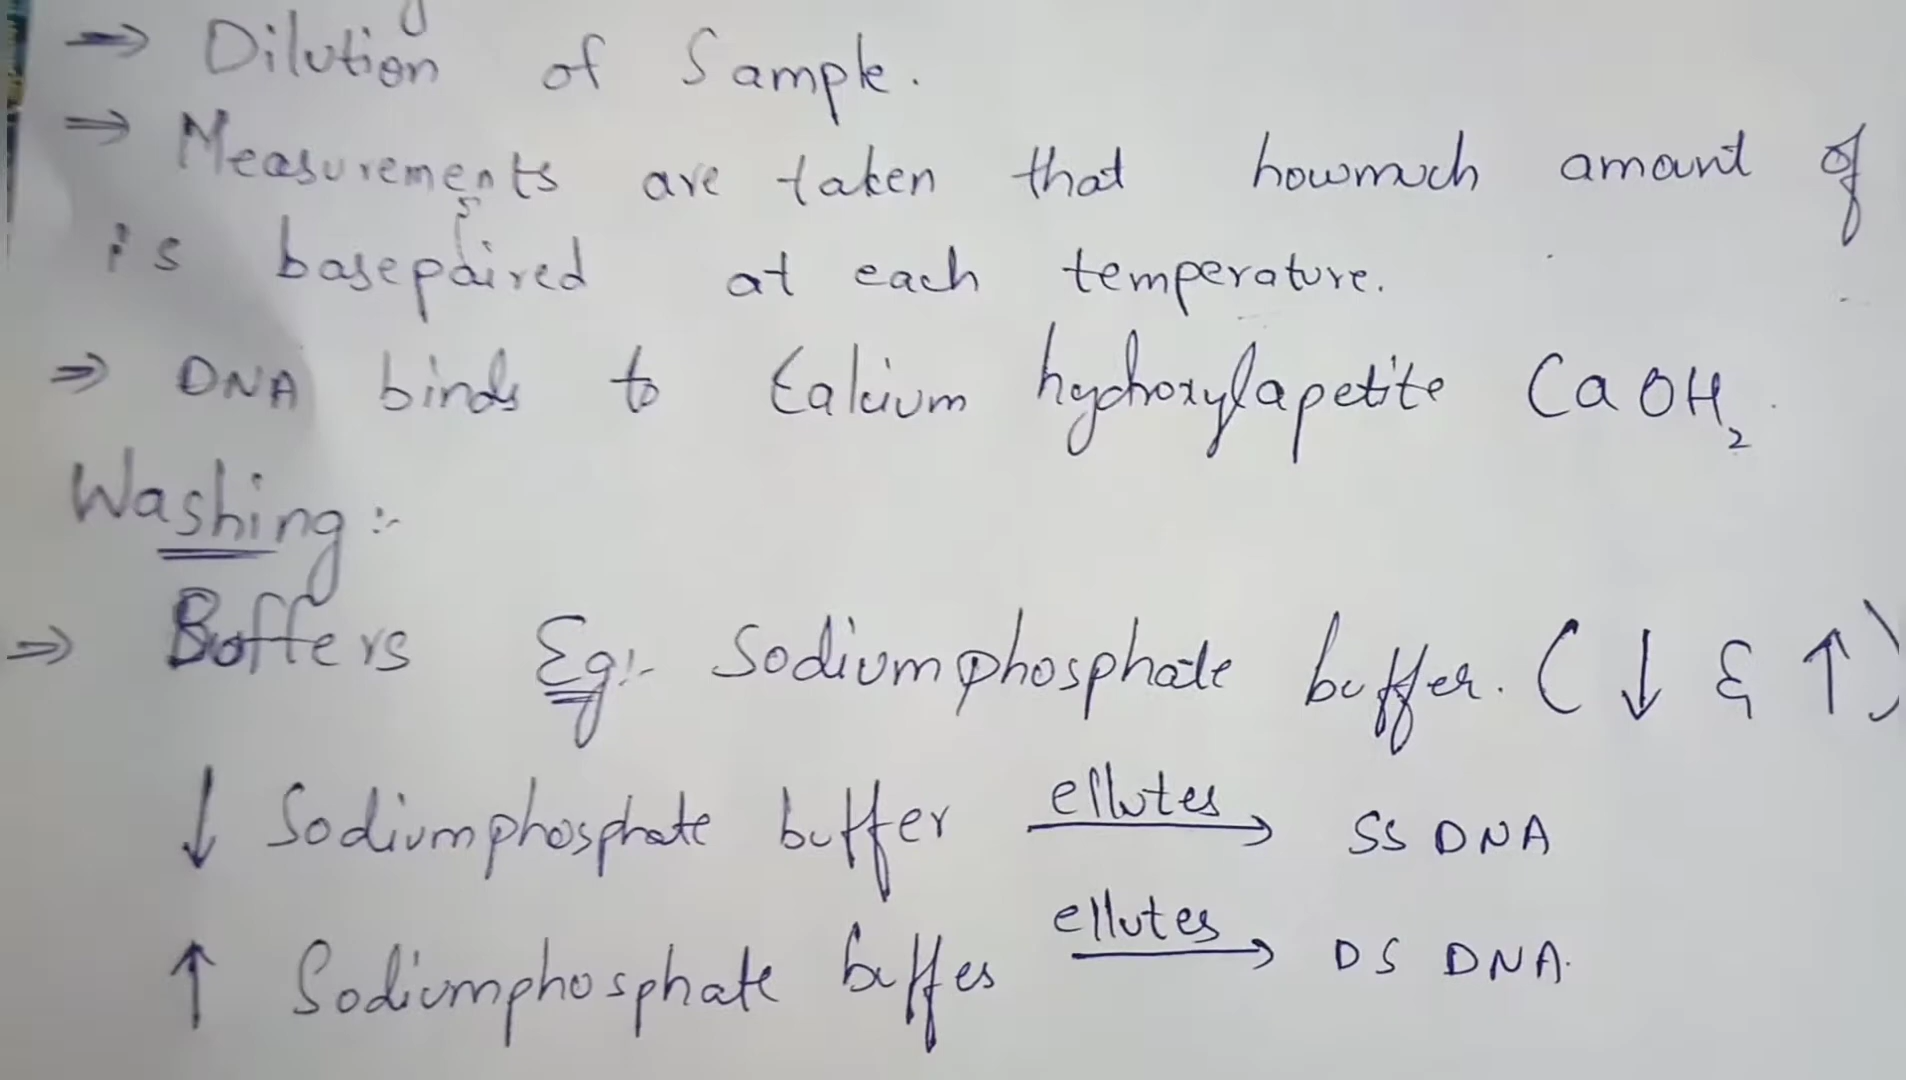 ⇒ Dilution of Sample.
⇒ Measurements are taken that howmuch amount of
is basepaired at each temperature.
⇒ DNA binds to Calcium hydroxylapetite CaOH₂.
Washing :-
⇒ Buffers Eg:- Sodiumphosphate buffer. (↓ & ↑)
↓ Sodiumphosphate buffer ellutes → SS DNA
↑ Sodiumphosphate buffer ellutes → DS DNA.